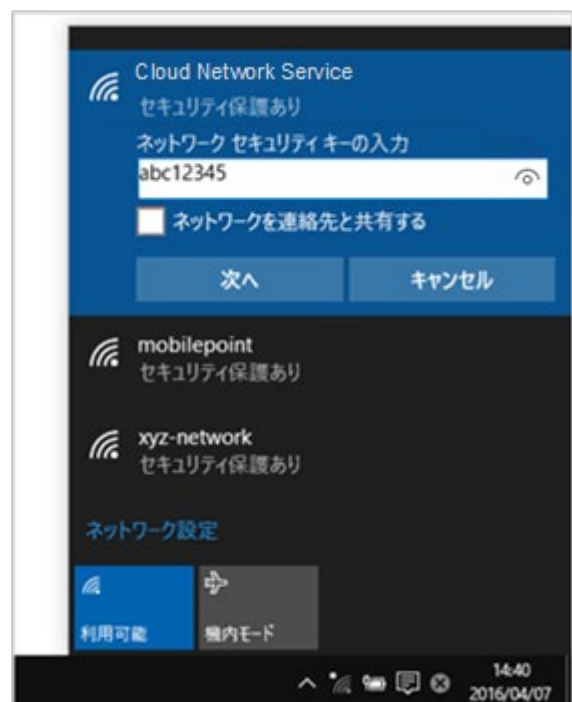 Cloud Network Service
セキュリティ保護あり
ネットワーク セキュリティ キーの入力
abc12345
ネットワークを連絡先と共有する
次へ キャンセル
mobilepoint
セキュリティ保護あり
xyz-network
セキュリティ保護あり
ネットワーク設定
利用可能 機内モード
14:40
2016/04/07